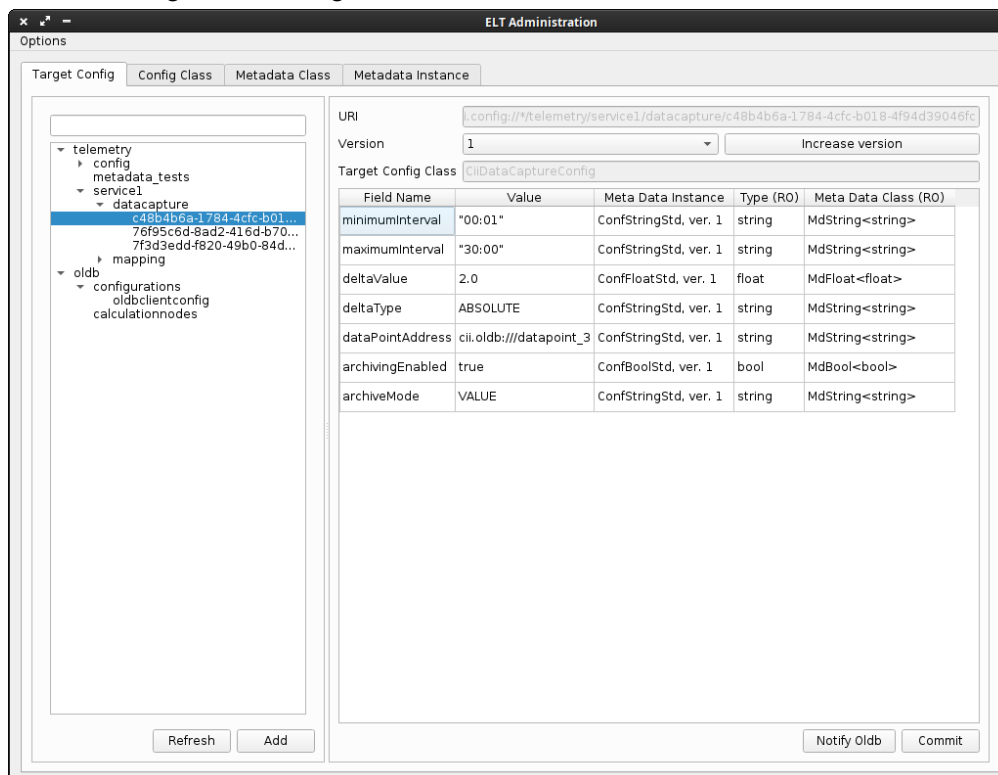 ELT Administration
Options
Target Config Config Class Metadata Class Metadata Instance
URI i.config://*/telemetry/service1/datacapture/c48b4b6a-1784-4cfc-b018-4f94d39046fc
Version 1 Increase version
Target Config Class CiiDataCaptureConfig
telemetry
config
metadata_tests
service1
datacapture
c48b4b6a-1784-4cfc-b01...
76f95c6d-8ad2-416d-b70...
7f3d3edd-f820-49b0-84d...
mapping
oldb
configurations
oldbclientconfig
calculationnodes
Field Name Value Meta Data Instance Type (RO) Meta Data Class (RO)
minimumInterval "00:01" ConfStringStd, ver. 1 string MdString<string>
maximumInterval "30:00" ConfStringStd, ver. 1 string MdString<string>
deltaValue 2.0 ConfFloatStd, ver. 1 float MdFloat<float>
deltaType ABSOLUTE ConfStringStd, ver. 1 string MdString<string>
dataPointAddress cii.oldb:///datapoint_3 ConfStringStd, ver. 1 string MdString<string>
archivingEnabled true ConfBoolStd, ver. 1 bool MdBool<bool>
archiveMode VALUE ConfStringStd, ver. 1 string MdString<string>
Refresh Add
Notify Oldb Commit